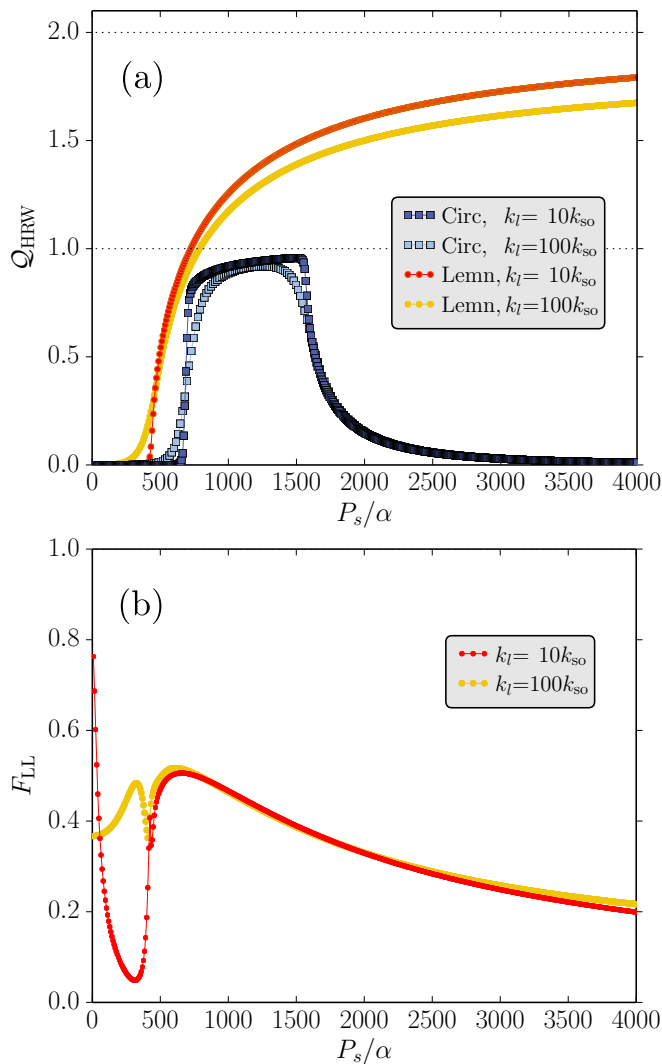 2.0
(a)
1.5
Circ, k_l= 10k_so
Circ, k_l=100k_so
Lemn, k_l= 10k_so
Lemn, k_l=100k_so
1.0
Q_HRW
0.5
0.0
0 500 1000 1500 2000 2500 3000 3500 4000
P_s/α
1.0
(b)
0.8
k_l= 10k_so
k_l=100k_so
0.6
F_LL
0.4
0.2
0.0
0 500 1000 1500 2000 2500 3000 3500 4000
P_s/α